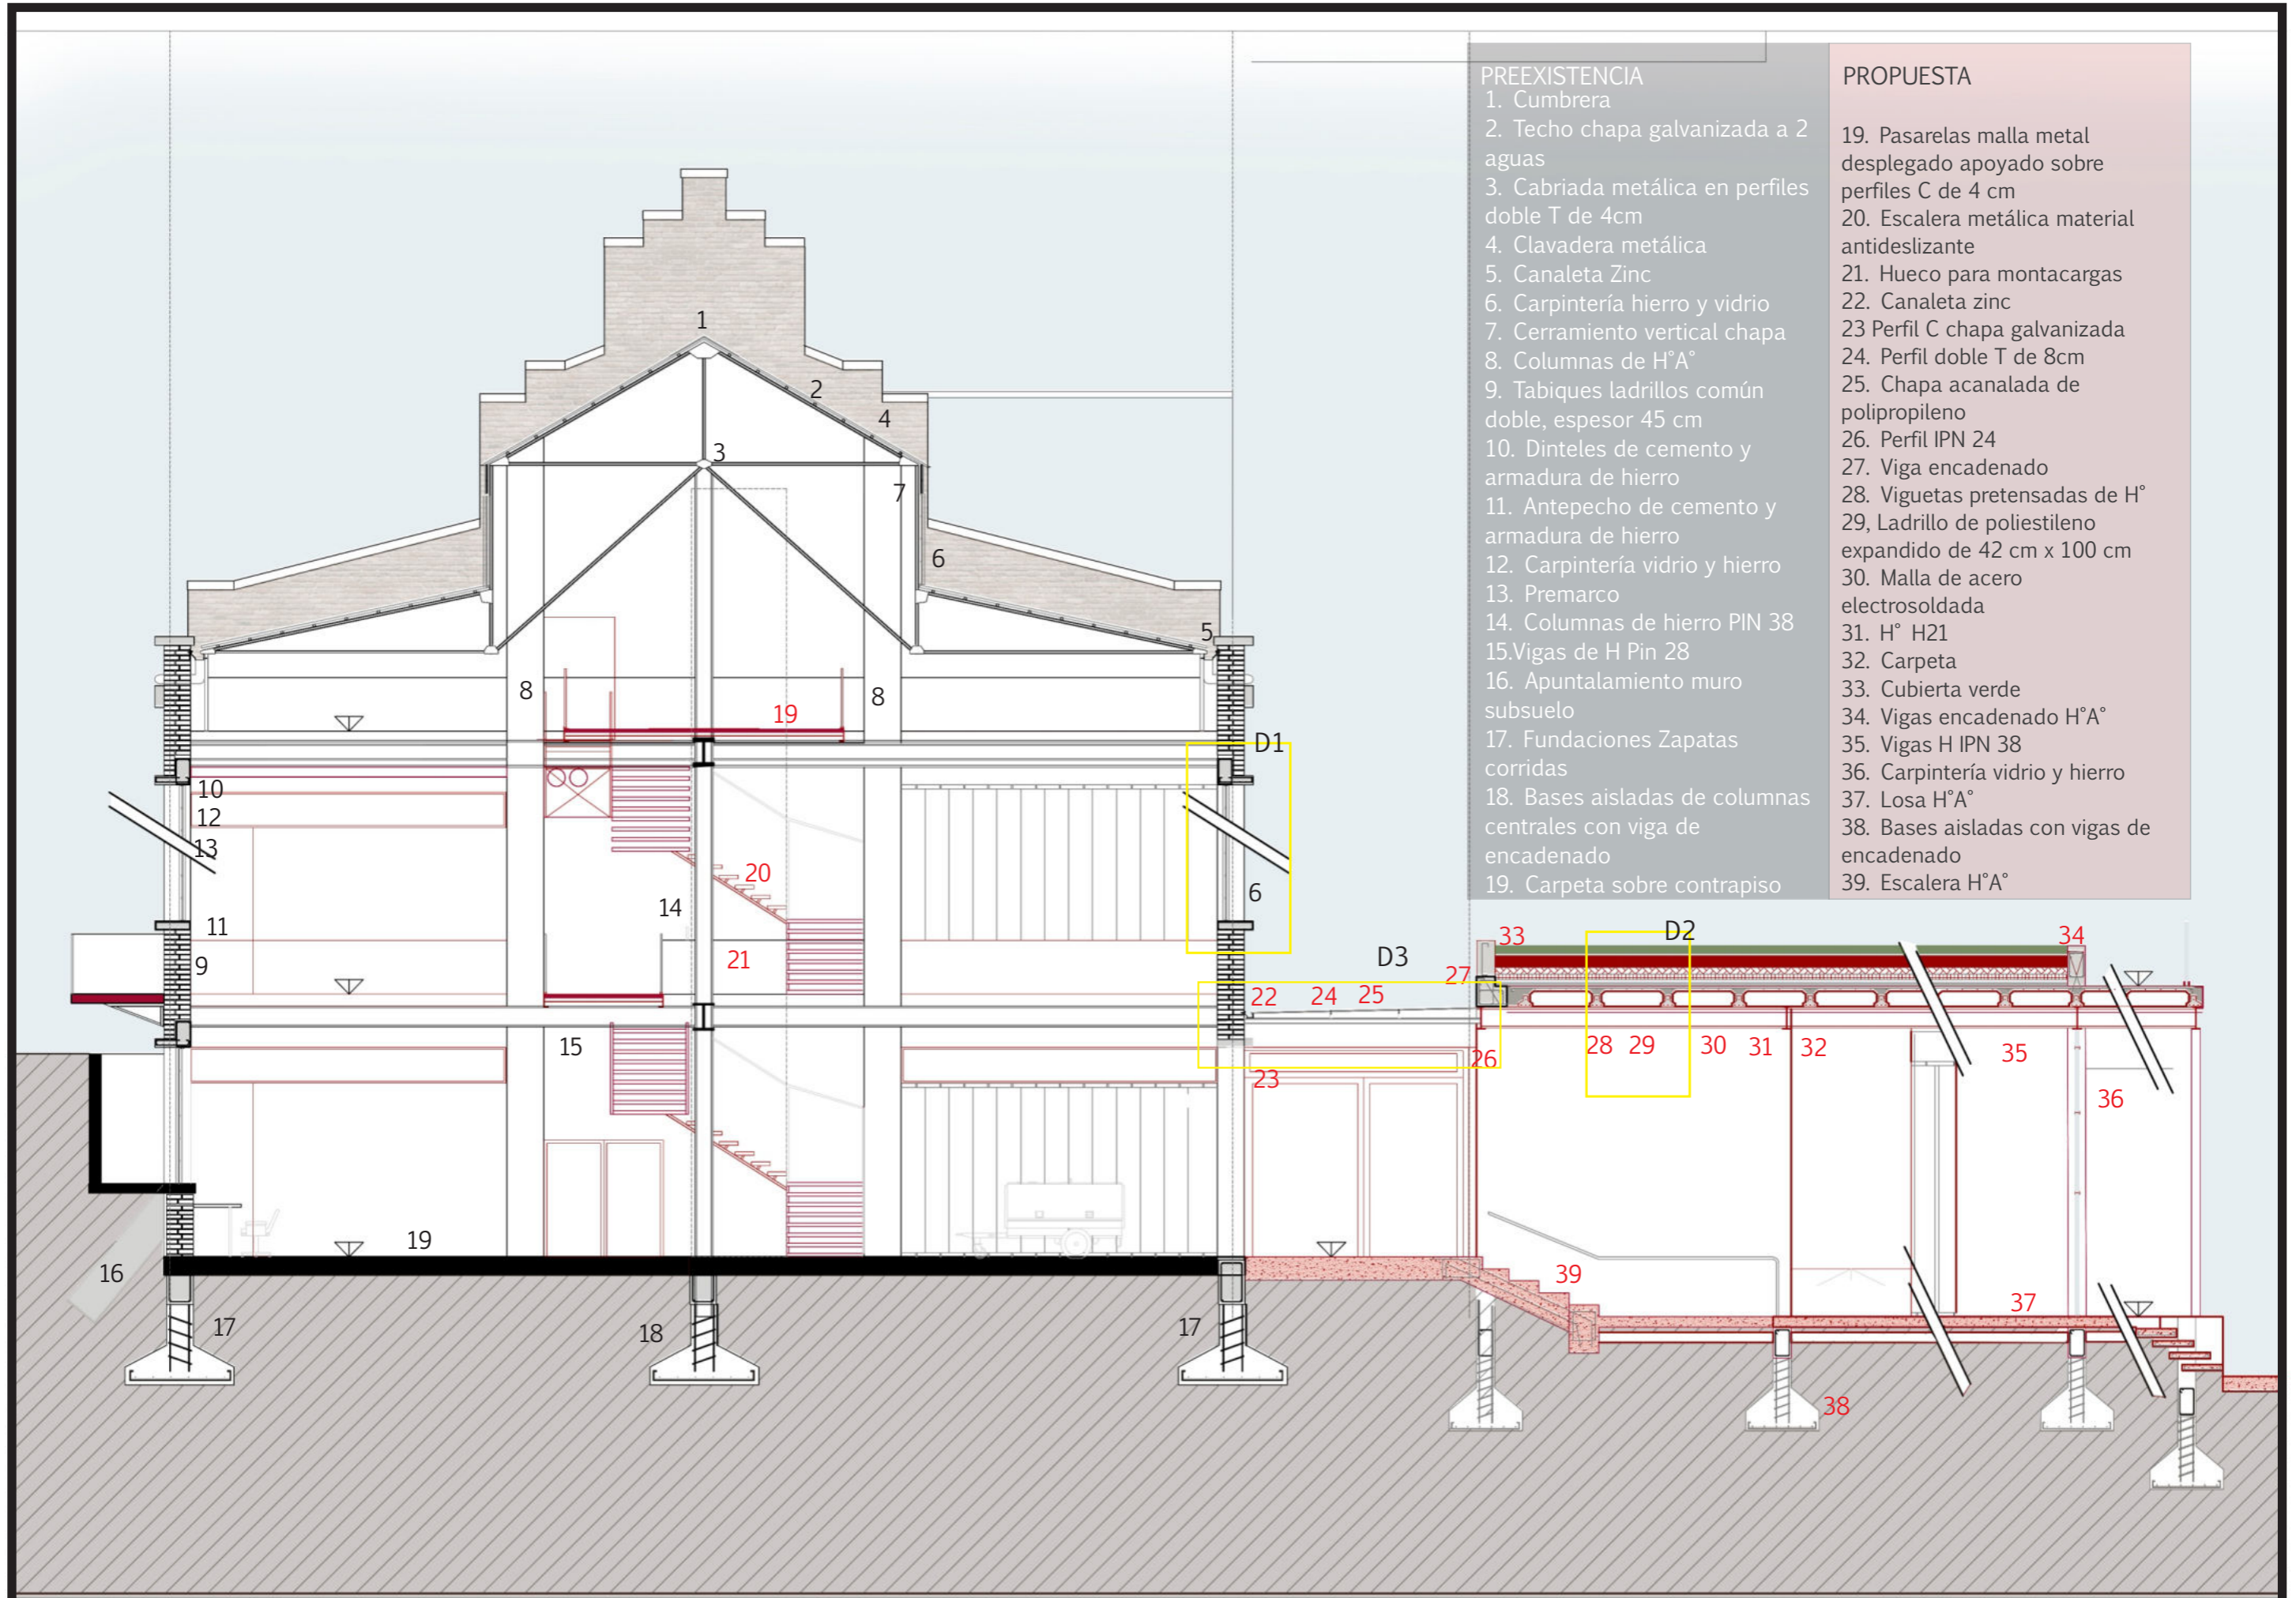 PREEXISTENCIA
1. Cumbrera
2. Techo chapa galvanizada a 2
aguas
3. Cabriada metálica en perfiles
doble T de 4cm
4. Clavadera metálica
5. Canaleta Zinc
6. Carpintería hierro y vidrio
7. Cerramiento vertical chapa
8. Columnas de H°A°
9. Tabiques ladrillos común
doble, espesor 45 cm
10. Dinteles de cemento y
armadura de hierro
11. Antepecho de cemento y
armadura de hierro
12. Carpintería vidrio y hierro
13. Premarco
14. Columnas de hierro PIN 38
15.Vigas de H Pin 28
16. Apuntalamiento muro
subsuelo
17. Fundaciones Zapatas
corridas
18. Bases aisladas de columnas
centrales con viga de
encadenado
19. Carpeta sobre contrapiso
PROPUESTA
19. Pasarelas malla metal
desplegado apoyado sobre
perfiles C de 4 cm
20. Escalera metálica material
antideslizante
21. Hueco para montacargas
22. Canaleta zinc
23 Perfil C chapa galvanizada
24. Perfil doble T de 8cm
25. Chapa acanalada de
polipropileno
26. Perfil IPN 24
27. Viga encadenado
28. Viguetas pretensadas de H°
29, Ladrillo de poliestileno
expandido de 42 cm x 100 cm
30. Malla de acero
electrosoldada
31. H° H21
32. Carpeta
33. Cubierta verde
34. Vigas encadenado H°A°
35. Vigas H IPN 38
36. Carpintería vidrio y hierro
37. Losa H°A°
38. Bases aisladas con vigas de
encadenado
39. Escalera H°A°
1
2
4
3
7
6
5
8
8
19
D1
10
12
13
20
6
14
11
21
9
D3
33
D2
34
27
22
24
25
15
23
26
28
29
30
31
32
35
36
19
16
39
37
17
18
17
38